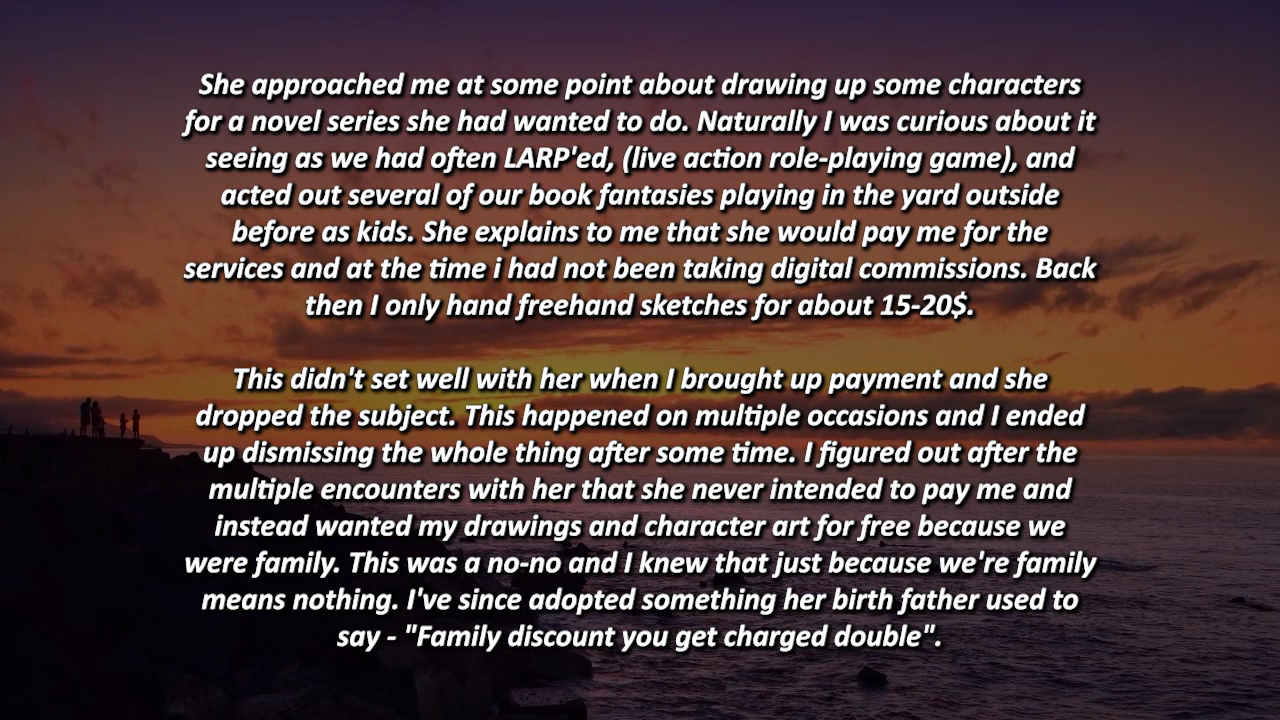 She approached me at some point about drawing up some characters
for a novel series she had wanted to do. Naturally I was curious about it
seeing as we had often LARP'ed, (live action role-playing game), and
acted out several of our book fantasies playing in the yard outside
before as kids. She explains to me that she would pay me for the
services and at the time i had not been taking digital commissions. Back
then I only hand freehand sketches for about 15-20$.
This didn't set well with her when I brought up payment and she
dropped the subject. This happened on multiple occasions and I ended
up dismissing the whole thing after some time. I figured out after the
multiple encounters with her that she never intended to pay me and
instead wanted my drawings and character art for free because we
were family. This was a no-no and I knew that just because we're family
means nothing. I've since adopted something her birth father used to
say - "Family discount you get charged double".